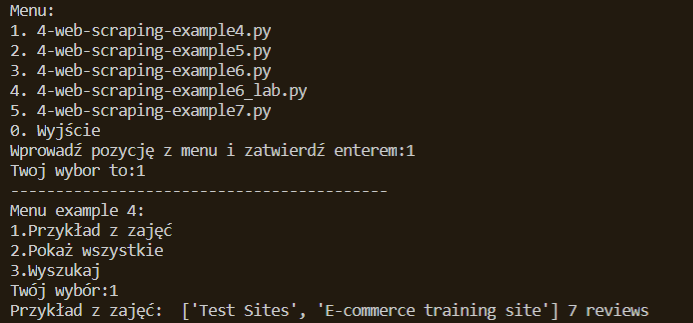 Menu:
1. 4-web-scraping-example4.py
2. 4-web-scraping-example5.py
3. 4-web-scraping-example6.py
4. 4-web-scraping-example6_lab.py
5. 4-web-scraping-example7.py
0. Wyjście
Wprowadź pozycję z menu i zatwierdź enterem:1
Twoj wybor to:1
------------------------------------------
Menu example 4:
1.Przykład z zajęć
2.Pokaż wszystkie
3.Wyszukaj
Twój wybór:1
Przykład z zajęć:  ['Test Sites', 'E-commerce training site'] 7 reviews